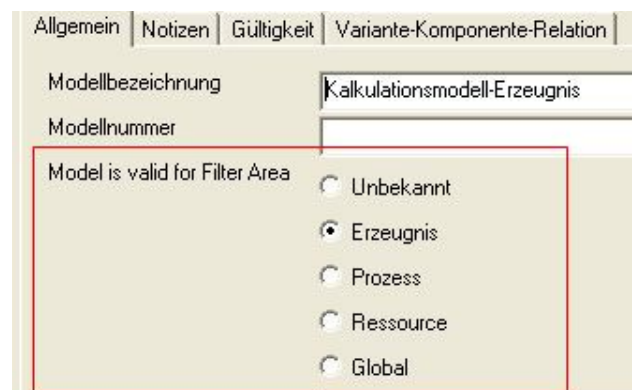 Allgemein Notizen Gültigkeit Variante-Komponente-Relation
Modellbezeichnung Kalkulationsmodell-Erzeugnis
Modellnummer
Model is valid for Filter Area Unbekannt
Erzeugnis
Prozess
Ressource
Global